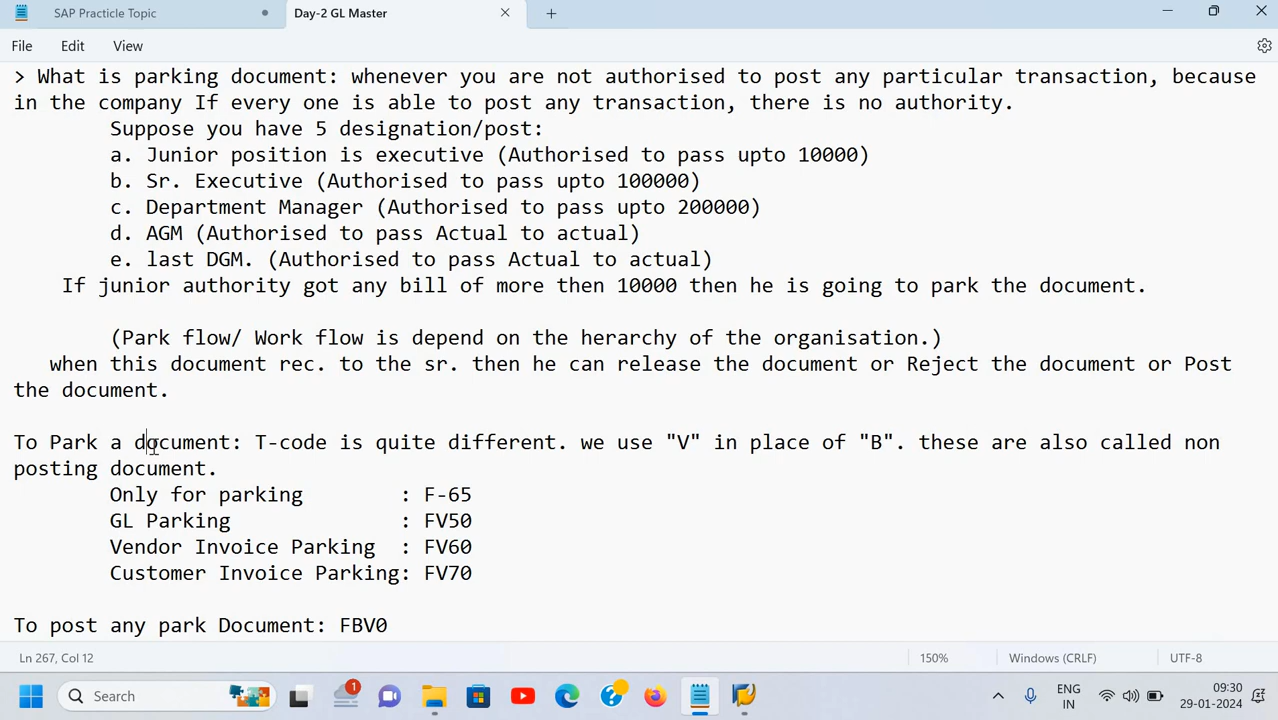 SAP Practicle Topic
Day-2 GL Master
File Edit View
> What is parking document: whenever you are not authorised to post any particular transaction, because
in the company If every one is able to post any transaction, there is no authority.
Suppose you have 5 designation/post:
a. Junior position is executive (Authorised to pass upto 10000)
b. Sr. Executive (Authorised to pass upto 100000)
c. Department Manager (Authorised to pass upto 200000)
d. AGM (Authorised to pass Actual to actual)
e. last DGM. (Authorised to pass Actual to actual)
If junior authority got any bill of more then 10000 then he is going to park the document.
(Park flow/ Work flow is depend on the herarchy of the organisation.)
when this document rec. to the sr. then he can release the document or Reject the document or Post
the document.
To Park a document: T-code is quite different. we use "V" in place of "B". these are also called non
posting document.
Only for parking : F-65
GL Parking : FV50
Vendor Invoice Parking : FV60
Customer Invoice Parking: FV70
To post any park Document: FBV0
Ln 267, Col 12 150% Windows (CRLF) UTF-8
Search 1 ENG 09:30
IN 29-01-2024